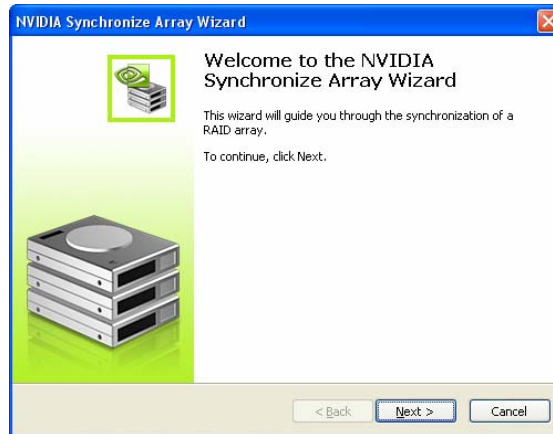 NVIDIA Synchronize Array Wizard
Welcome to the NVIDIA
Synchronize Array Wizard
This wizard will guide you through the synchronization of a
RAID array.
To continue, click Next.
< Back
Next >
Cancel